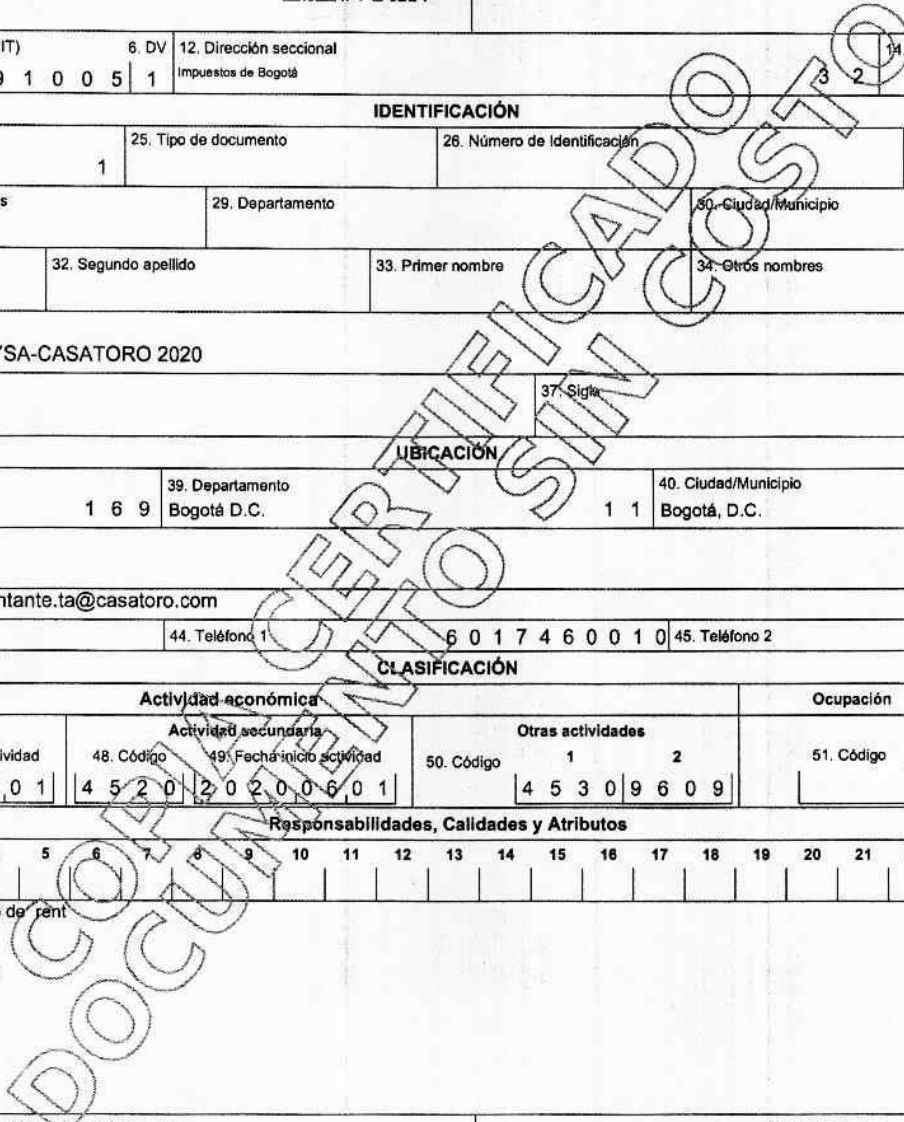 IT) 6. DV 12. Dirección seccional 14.
9 1 0 0 5 1 Impuestos de Bogotá 3 2
IDENTIFICACIÓN
25. Tipo de documento 26. Número de Identificación
1
s 29. Departamento 30. Ciudad/Municipio
32. Segundo apellido 33. Primer nombre 34. Otros nombres
YSA-CASATORO 2020
37. Sigla
UBICACIÓN
39. Departamento 40. Ciudad/Municipio
1 6 9 Bogotá D.C. 1 1 Bogotá, D.C.
ntante.ta@casatoro.com
44. Teléfono 1 6 0 1 7 4 6 0 0 1 0 45. Teléfono 2
CLASIFICACIÓN
Actividad económica Ocupación
Actividad secundaria Otras actividades
ividad 48. Código 49. Fecha inicio actividad 50. Código 1 2 51. Código
0 1 4 5 2 0 2 0 2 0 0 6 0 1 4 5 3 0 9 6 0 9
Responsabilidades, Calidades y Atributos
5 6 7 8 9 10 11 12 13 14 15 16 17 18 19 20 21
de rent
COPIA CERTIFICADO
DOCUMENTO SIN COSTO